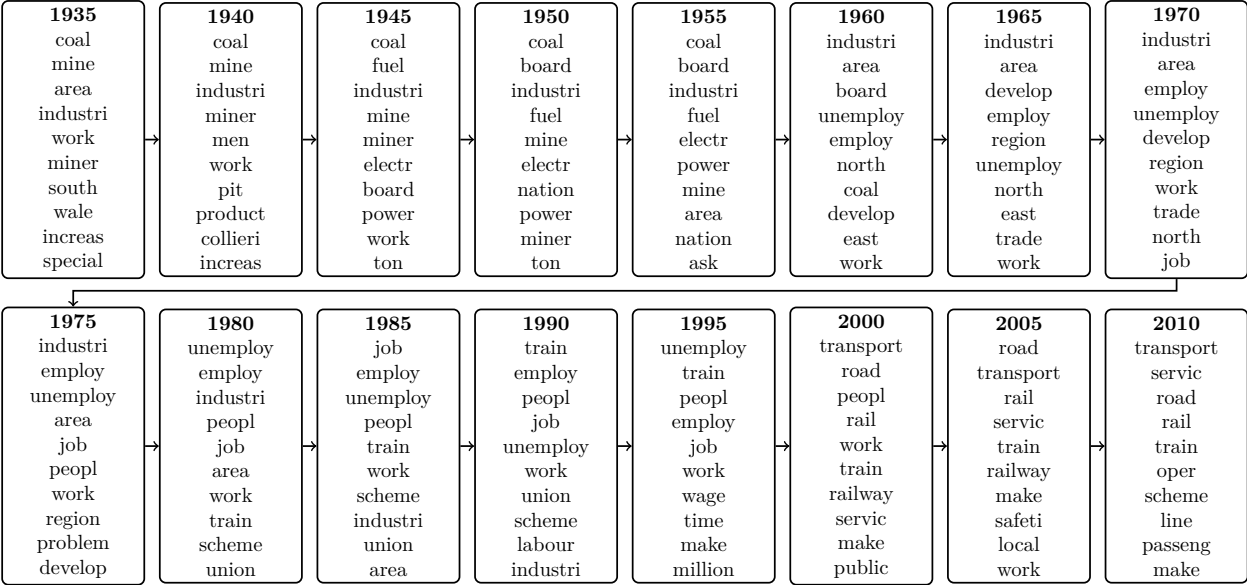 1935
coal
mine
area
industri
work
miner
south
wale
increas
special
1940
coal
mine
industri
miner
men
work
pit
product
collieri
increas
1945
coal
fuel
industri
mine
miner
electr
board
power
work
ton
1950
coal
board
industri
fuel
mine
electr
nation
power
miner
ton
1955
coal
board
industri
fuel
electr
power
mine
area
nation
ask
1960
industri
area
board
unemploy
employ
north
coal
develop
east
work
1965
industri
area
develop
employ
region
unemploy
north
east
trade
work
1970
industri
area
employ
unemploy
develop
region
work
trade
north
job
1975
industri
employ
unemploy
area
job
peopl
work
region
problem
develop
1980
unemploy
employ
industri
peopl
job
area
work
train
scheme
union
1985
job
employ
unemploy
peopl
train
work
scheme
industri
union
area
1990
train
employ
peopl
job
unemploy
work
union
scheme
labour
industri
1995
unemploy
train
peopl
employ
job
work
wage
time
make
million
2000
transport
road
peopl
rail
work
train
railway
servic
make
public
2005
road
transport
rail
servic
train
railway
make
safeti
local
work
2010
transport
servic
road
rail
train
oper
scheme
line
passeng
make